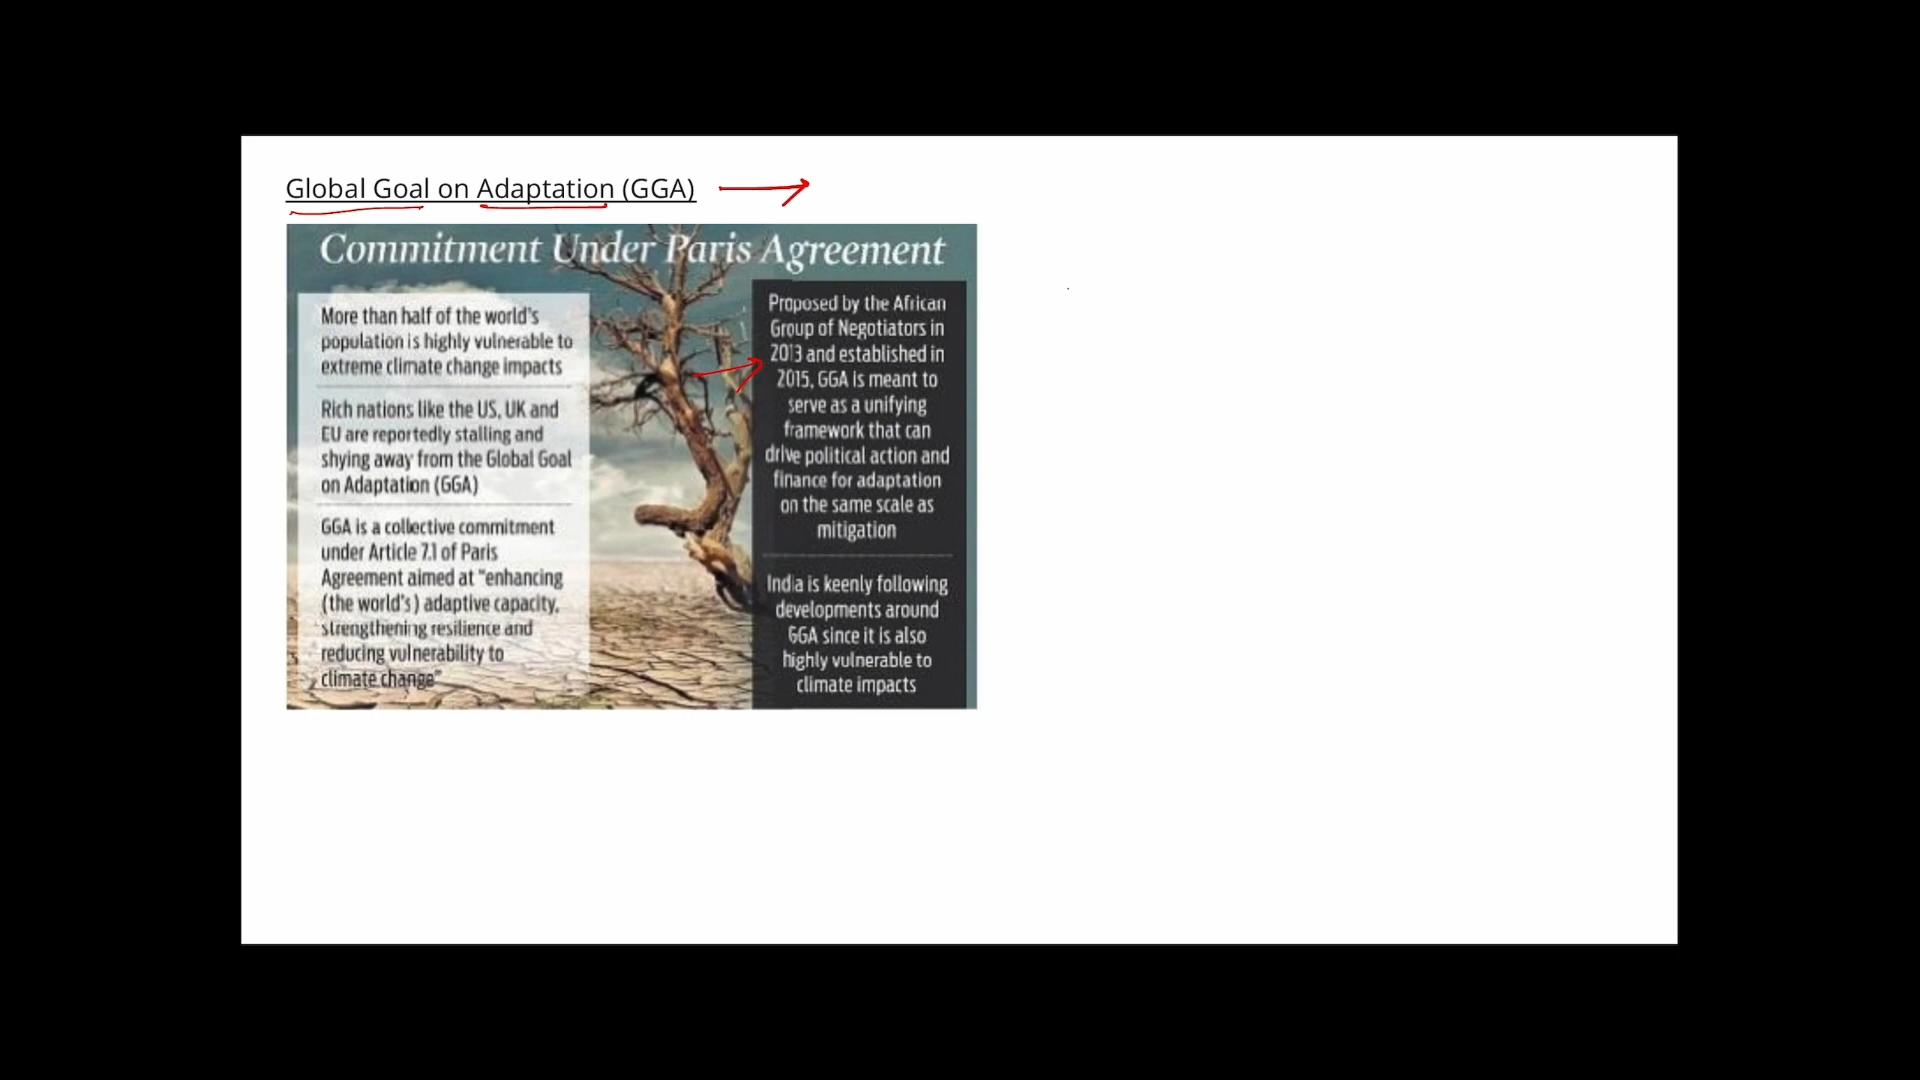 Global Goal on Adaptation (GGA)
Commitment Under Paris Agreement
More than half of the world's
population is highly vulnerable to
extreme climate change impacts
Rich nations like the US, UK and
EU are reportedly stalling and
shying away from the Global Goal
on Adaptation (GGA)
GGA is a collective commitment
under Article 7.1 of Paris
Agreement aimed at "enhancing
(the world's) adaptive capacity,
strengthening resilience and
reducing vulnerability to
climate change"
Proposed by the African
Group of Negotiators in
2013 and established in
2015, GGA is meant to
serve as a unifying
framework that can
drive political action and
finance for adaptation
on the same scale as
mitigation
India is keenly following
developments around
GGA since it is also
highly vulnerable to
climate impacts